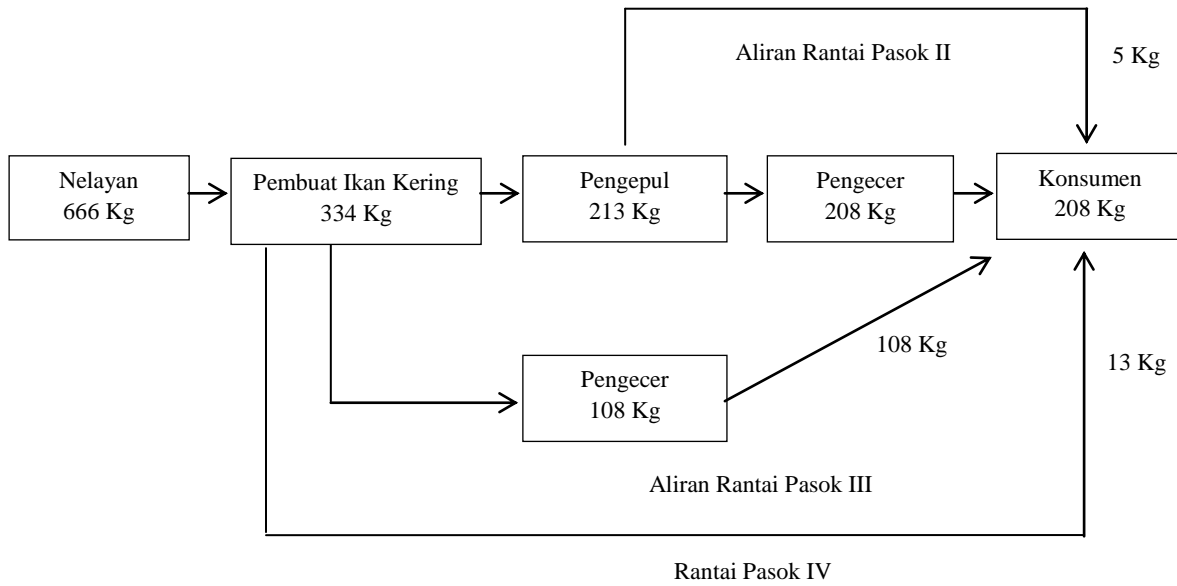 Aliran Rantai Pasok II
5 Kg
Nelayan
666 Kg
Pembuat Ikan Kering
334 Kg
Pengepul
213 Kg
Pengecer
208 Kg
Konsumen
208 Kg
108 Kg
13 Kg
Pengecer
108 Kg
Aliran Rantai Pasok III
Rantai Pasok IV